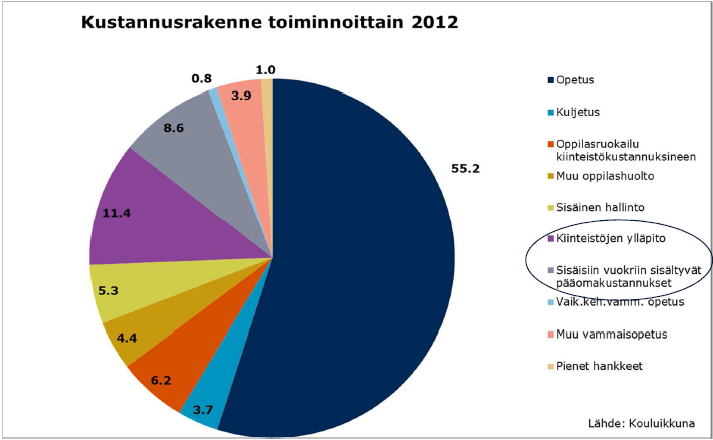 Kustannusrakenne toiminnoittain 2012
0.8
1.0
3.9
8.6
11.4
5.3
4.4
6.2
3.7
55.2
Opetus
Kuljetus
Oppilasruokailu
kiinteistökustannuksineen
Muu oppilashuolto
Sisäinen hallinto
Kiinteistöjen ylläpito
Sisäisiin vuokriin sisältyvät
pääomakustannukset
Vaik.keh.vamm. opetus
Muu vammaisopetus
Pienet hankkeet
Lähde: Kouluikkuna